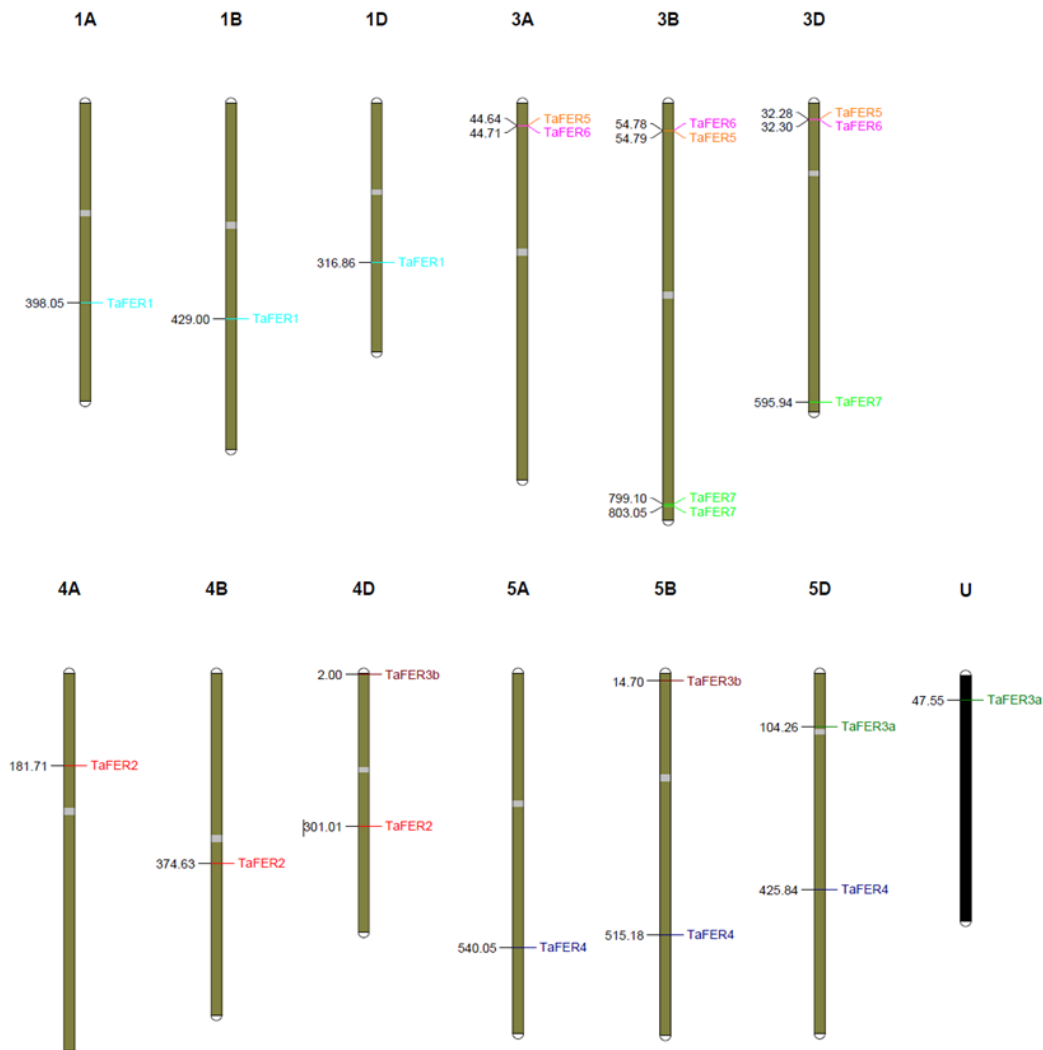 1A 1B 1D 3A 3B 3D
44.64 TaFER5
44.71 TaFER6
54.78 TaFER6
54.79 TaFER5
32.28 TaFER5
32.30 TaFER6
398.05 TaFER1
429.00 TaFER1
316.86 TaFER1
799.10 TaFER7
803.05 TaFER7
595.94 TaFER7
4A 4B 4D 5A 5B 5D U
181.71 TaFER2
374.63 TaFER2
2.00 TaFER3b
301.01 TaFER2
540.05 TaFER4
14.70 TaFER3b
515.18 TaFER4
104.26 TaFER3a
425.84 TaFER4
47.55 TaFER3a